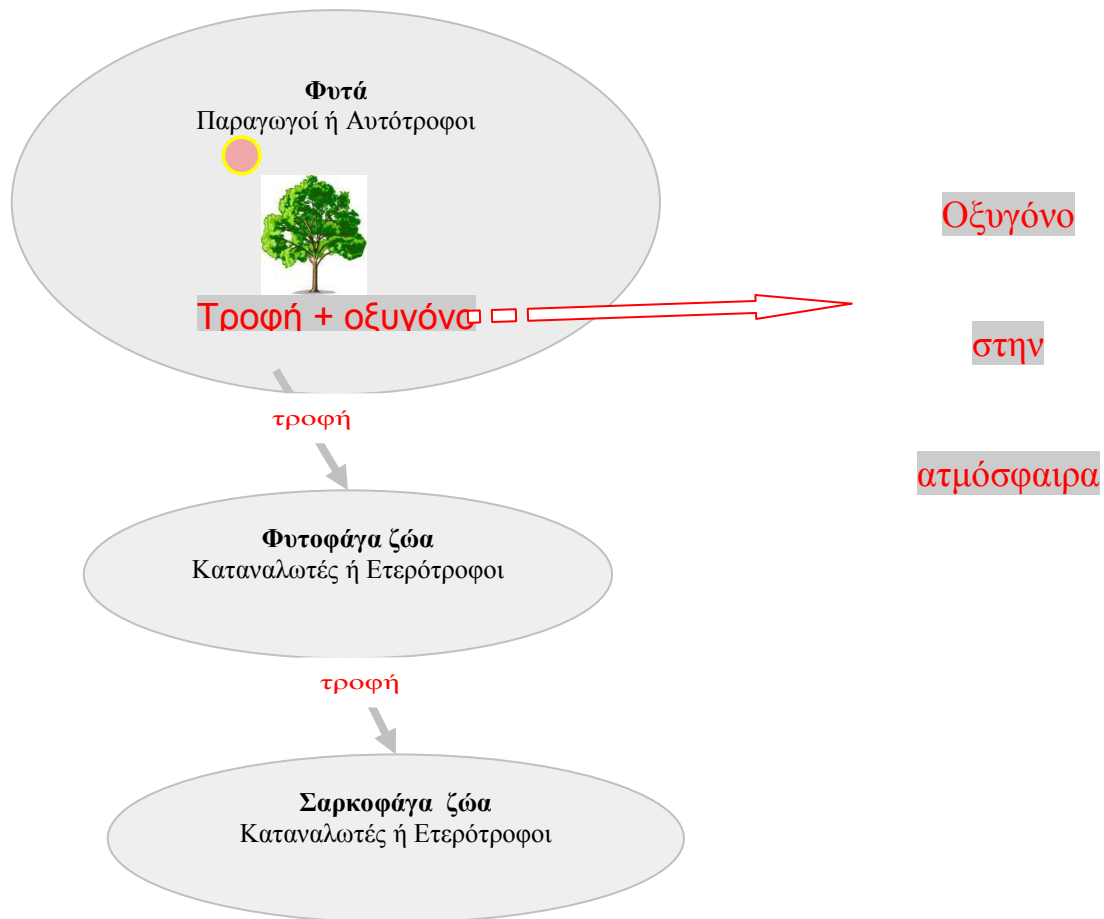 Φυτά
Παραγωγοί ή Αυτότροφοι
Τροφή + οξυγόνο
Οξυγόνο
στην
ατμόσφαιρα
τροφή
Φυτοφάγα ζώα
Καταναλωτές ή Ετερότροφοι
τροφή
Σαρκοφάγα ζώα
Καταναλωτές ή Ετερότροφοι